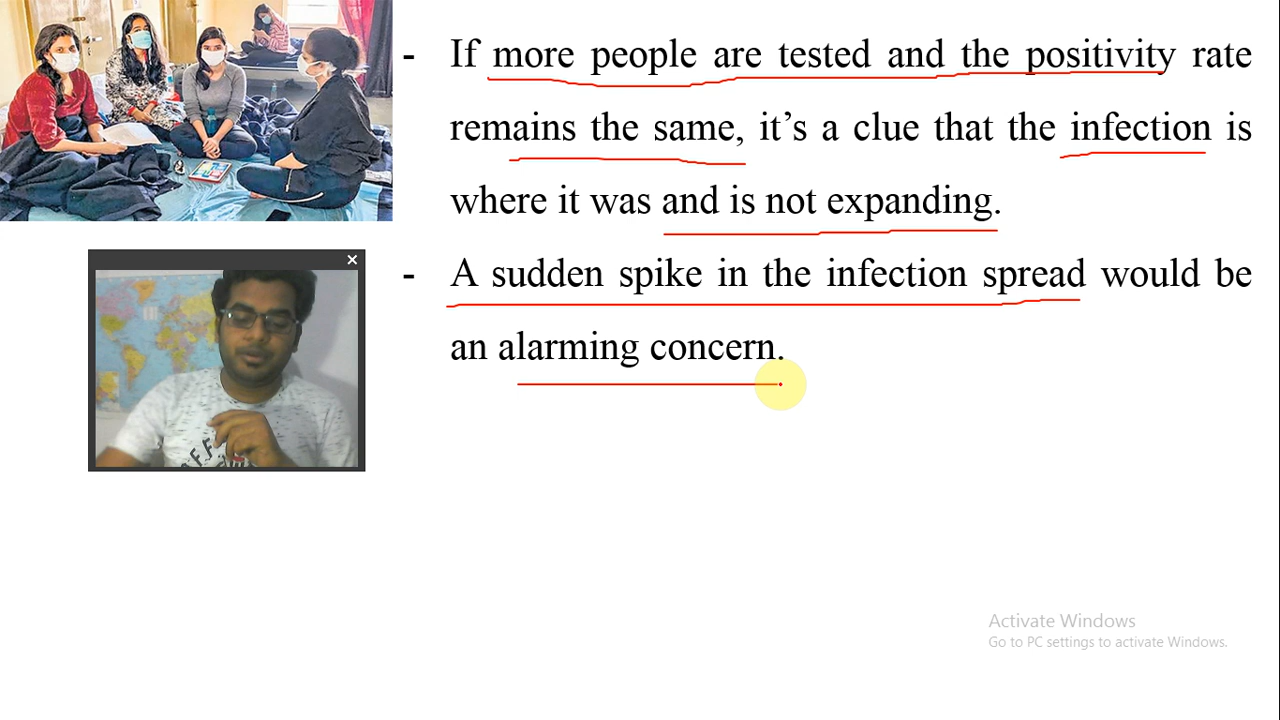 - If more people are tested and the positivity rate
remains the same, it's a clue that the infection is
where it was and is not expanding.
- A sudden spike in the infection spread would be
an alarming concern.
Activate Windows
Go to PC settings to activate Windows.